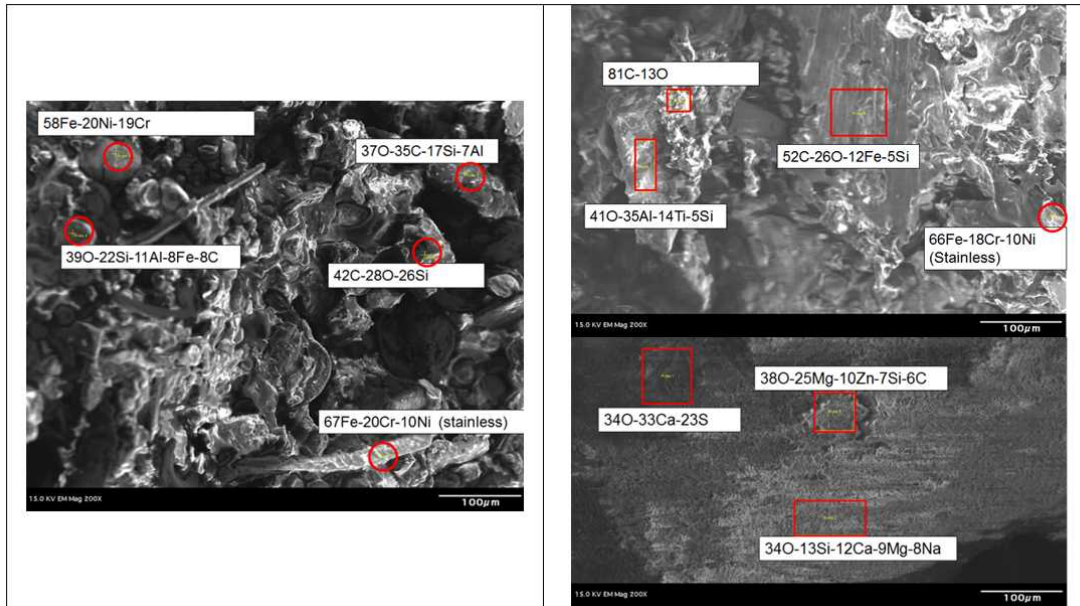 58Fe-20Ni-19Cr
37O-35C-17Si-7Al
39O-22Si-11Al-8Fe-8C
42C-28O-26Si
67Fe-20Cr-10Ni (stainless)
15.0 KV EM Mag 200X
100μm
81C-13O
52C-26O-12Fe-5Si
41O-35Al-14Ti-5Si
66Fe-18Cr-10Ni
(Stainless)
15.0 KV EM Mag 200X
100μm
38O-25Mg-10Zn-7Si-6C
34O-33Ca-23S
34O-13Si-12Ca-9Mg-8Na
15.0 KV EM Mag 200X
100μm